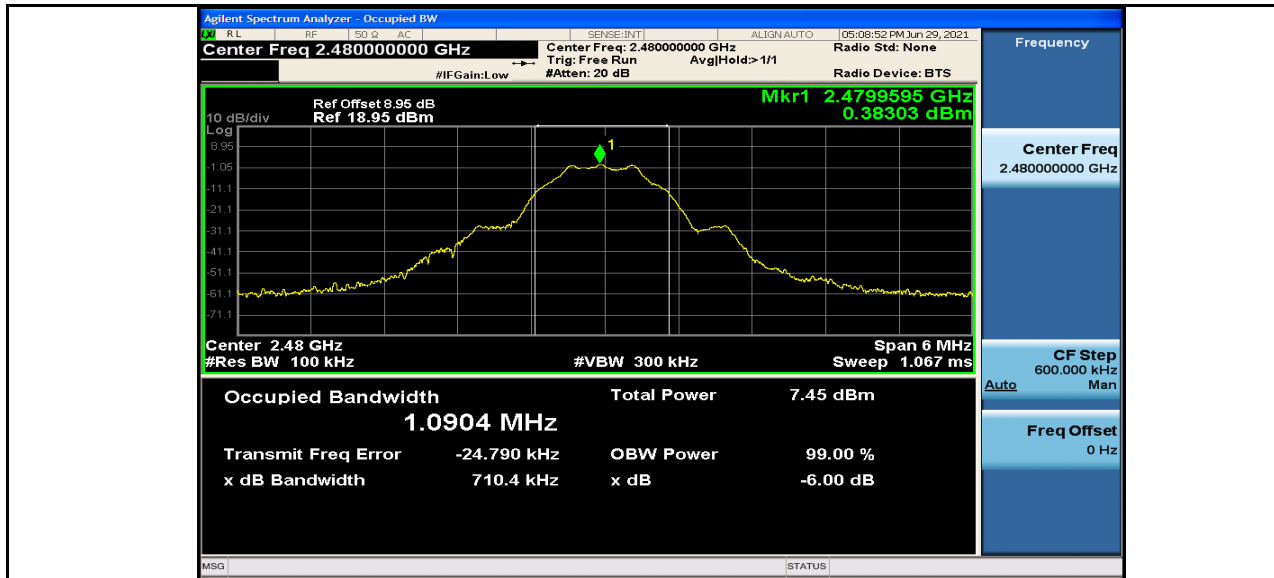 Agilent Spectrum Analyzer - Occupied BW
LXI RL RF 50 Ω AC SENSE:INT ALIGN AUTO 05:08:52 PM Jun 29, 2021
Center Freq 2.480000000 GHz
Center Freq: 2.480000000 GHz Radio Std: None
Trig: Free Run Avg|Hold:>1/1
#IFGain:Low #Atten: 20 dB Radio Device: BTS
Mkr1 2.4799595 GHz
0.38303 dBm
Ref Offset 8.95 dB
10 dB/div Ref 18.95 dBm
Log
8.95
1
-1.05
-11.1
-21.1
-31.1
-41.1
-51.1
-61.1
-71.1
Center 2.48 GHz Span 6 MHz
#Res BW 100 kHz #VBW 300 kHz Sweep 1.067 ms
Occupied Bandwidth Total Power 7.45 dBm
1.0904 MHz
Transmit Freq Error -24.790 kHz OBW Power 99.00 %
x dB Bandwidth 710.4 kHz x dB -6.00 dB
MSG STATUS
Frequency
Center Freq
2.480000000 GHz
CF Step
600.000 kHz
Auto Man
Freq Offset
0 Hz